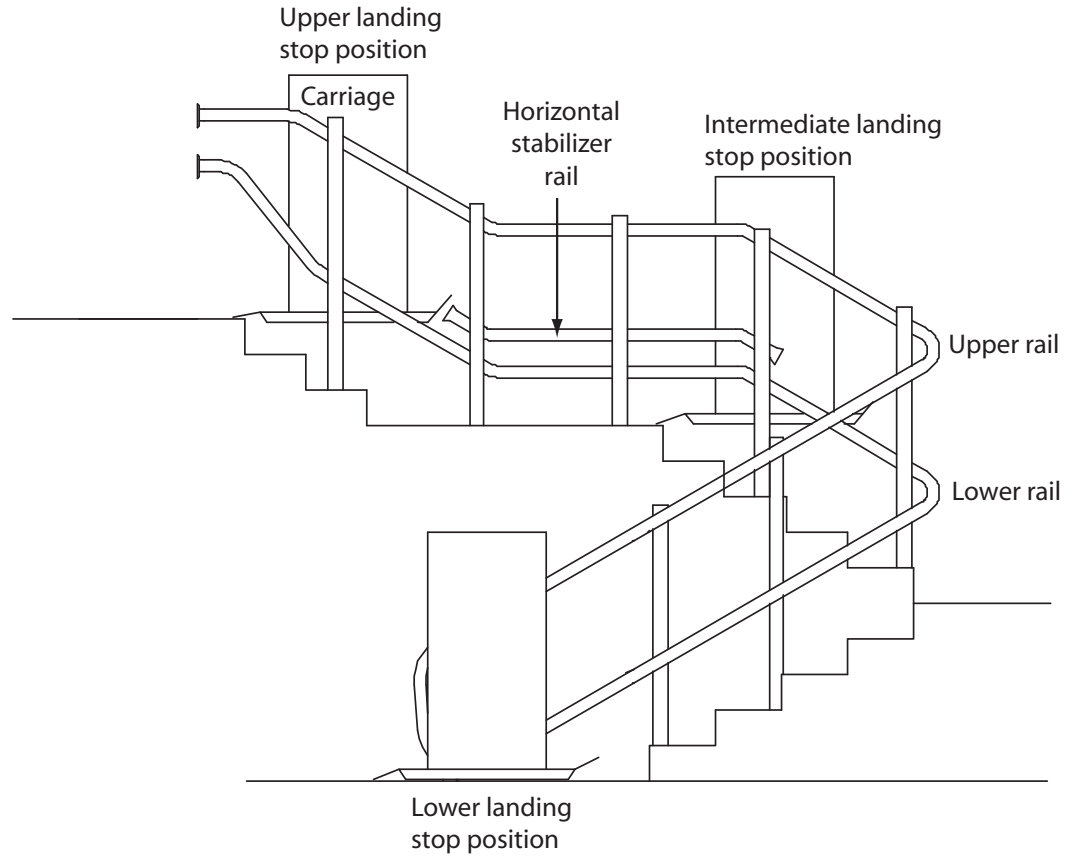 Upper landing
stop position
Carriage
Horizontal
stabilizer
rail
Intermediate landing
stop position
Upper rail
Lower rail
Lower landing
stop position